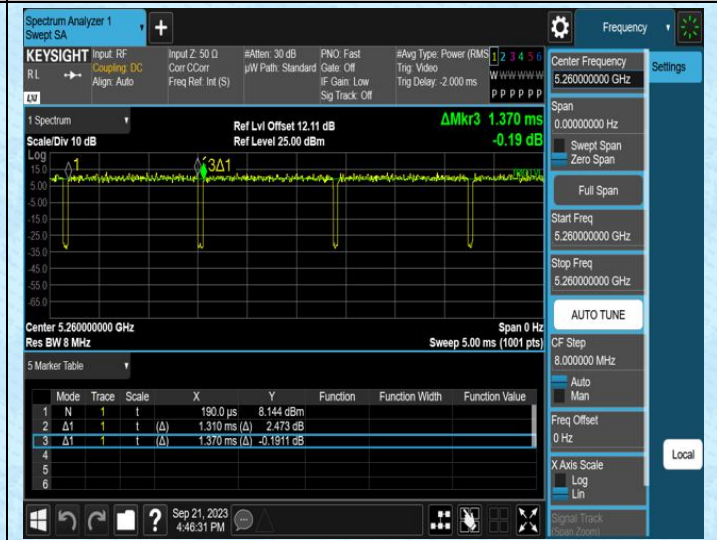 Spectrum Analyzer 1
Swept SA
+
Frequency
KEYSIGHT
RL
LXI
Input: RF
Coupling: DC
Align: Auto
Input Z: 50 Ω
Corr CCorr
Freq Ref: Int (S)
#Atten: 30 dB
µW Path: Standard
PNO: Fast
Gate: Off
IF Gain: Low
Sig Track: Off
#Avg Type: Power (RMS
Trig: Video
Trig Delay: -2.000 ms
1 2 3 4 5 6
W W W W W W
P P P P P P
1 Spectrum
Scale/Div 10 dB
Ref Lvl Offset 12.11 dB
Ref Level 25.00 dBm
ΔMkr3 1.370 ms
-0.19 dB
Log
15.0
5.00
-5.00
-15.0
-25.0
-35.0
-45.0
-55.0
-65.0
1
3Δ1
Center 5.260000000 GHz
Res BW 8 MHz
Span 0 Hz
Sweep 5.00 ms (1001 pts)
5 Marker Table
Mode Trace Scale X Y Function Function Width Function Value
1 N 1 t 190.0 µs 8.144 dBm
2 Δ1 1 t (Δ) 1.310 ms (Δ) 2.473 dB
3 Δ1 1 t (Δ) 1.370 ms (Δ) -0.1911 dB
4
5
6
?
Sep 21, 2023
4:46:31 PM
Center Frequency
5.260000000 GHz
Span
0.00000000 Hz
Swept Span
Zero Span
Full Span
Start Freq
5.260000000 GHz
Stop Freq
5.260000000 GHz
AUTO TUNE
CF Step
8.000000 MHz
Auto
Man
Freq Offset
0 Hz
X Axis Scale
Log
Lin
Signal Track
(Span Zoom)
Settings
Local